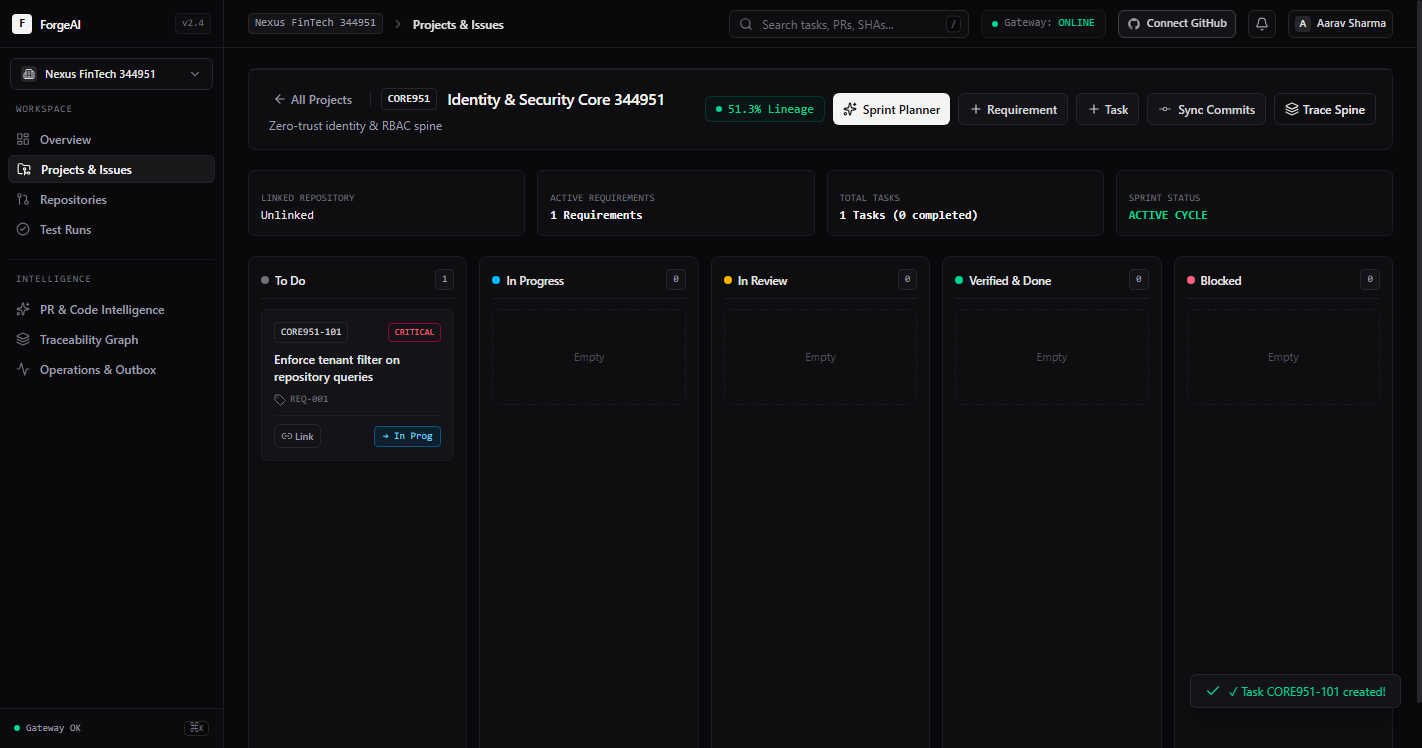 F ForgeAI v2.4
Nexus FinTech 344951
WORKSPACE
Overview
Projects & Issues
Repositories
Test Runs
INTELLIGENCE
PR & Code Intelligence
Traceability Graph
Operations & Outbox
Gateway OK ⌘K
Nexus FinTech 344951 > Projects & Issues
Search tasks, PRs, SHAs... /
Gateway: ONLINE
Connect GitHub
A Aarav Sharma
← All Projects CORE951 Identity & Security Core 344951
Zero-trust identity & RBAC spine
51.3% Lineage
Sprint Planner
+ Requirement
+ Task
Sync Commits
Trace Spine
LINKED REPOSITORY
Unlinked
ACTIVE REQUIREMENTS
1 Requirements
TOTAL TASKS
1 Tasks (0 completed)
SPRINT STATUS
ACTIVE CYCLE
To Do 1
CORE951-101 CRITICAL
Enforce tenant filter on
repository queries
REQ-001
Link → In Prog
In Progress 0
Empty
In Review 0
Empty
Verified & Done 0
Empty
Blocked 0
Empty
✓ Task CORE951-101 created!